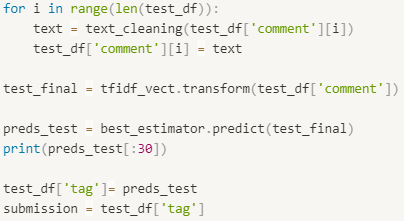 for i in range(len(test_df)):
    text = text_cleaning(test_df['comment'][i])
    test_df['comment'][i] = text
test_final = tfidf_vect.transform(test_df['comment'])
preds_test = best_estimator.predict(test_final)
print(preds_test[:30])
test_df['tag']= preds_test
submission = test_df['tag']